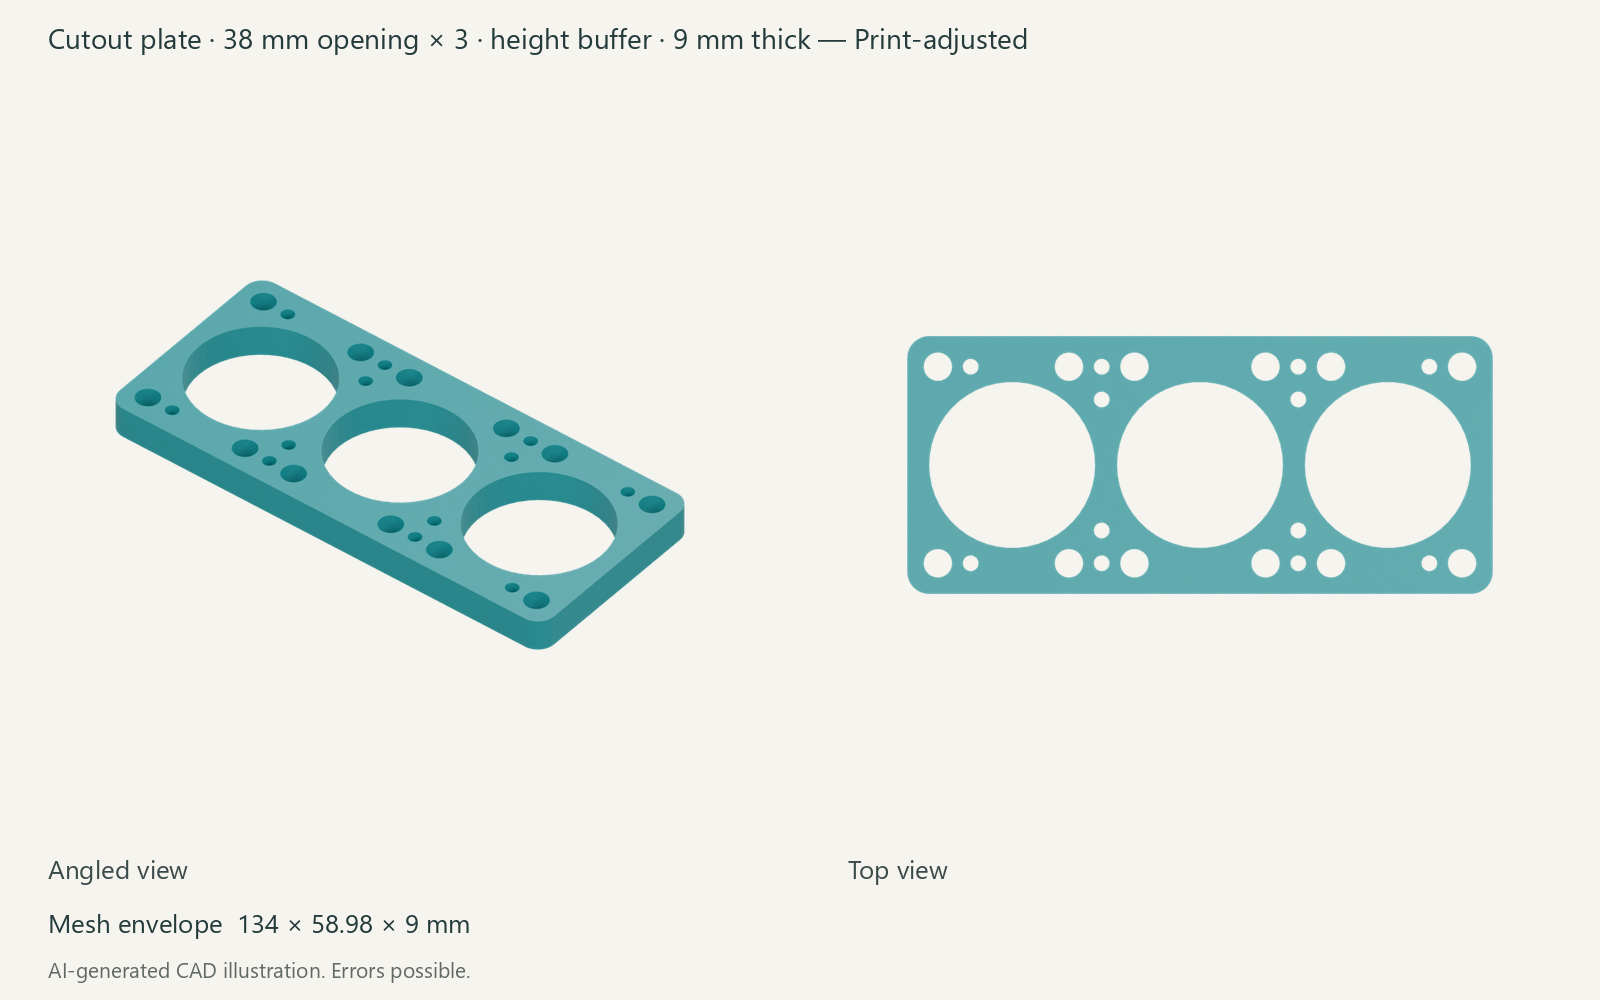 Cutout plate · 38 mm opening × 3 · height buffer · 9 mm thick — Print-adjusted
Angled view
Top view
Mesh envelope 134 × 58.98 × 9 mm
AI-generated CAD illustration. Errors possible.